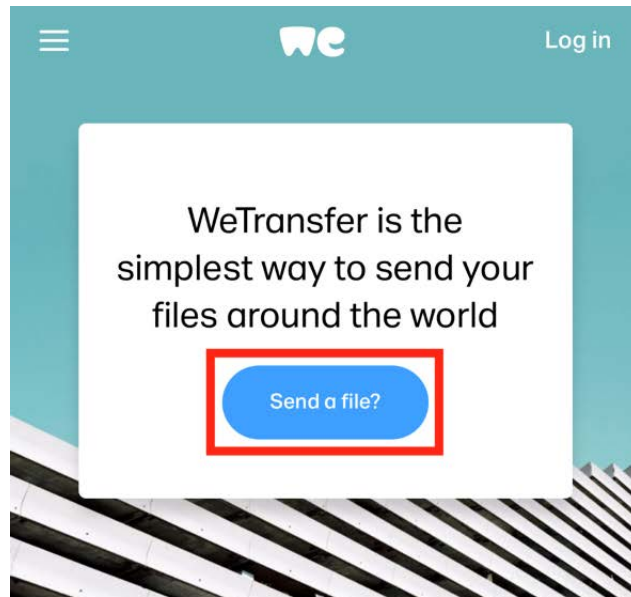 we
Log in
WeTransfer is the
simplest way to send your
files around the world
Send a file?